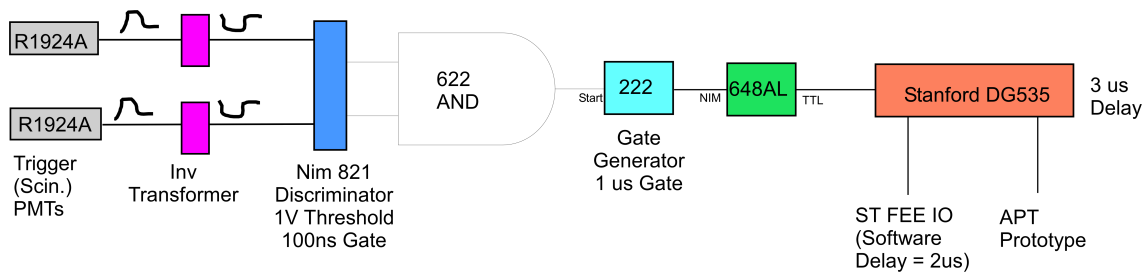 R1924A
R1924A
Trigger
(Scin.)
PMTs
Inv
Transformer
Nim 821
Discriminator
1V Threshold
100ns Gate
622
AND
Start
222
Gate
Generator
1 us Gate
NIM
648AL
TTL
Stanford DG535
3 us
Delay
ST FEE IO
(Software
Delay = 2us)
APT
Prototype